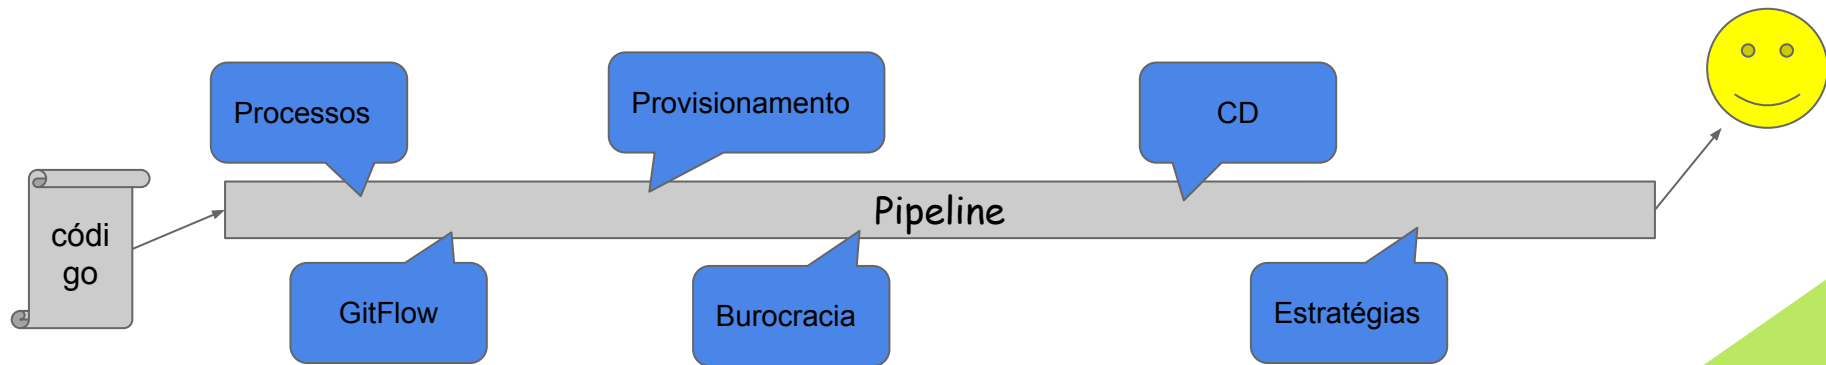 Processos
Provisionamento
CD
Pipeline
códi
go
GitFlow
Burocracia
Estratégias